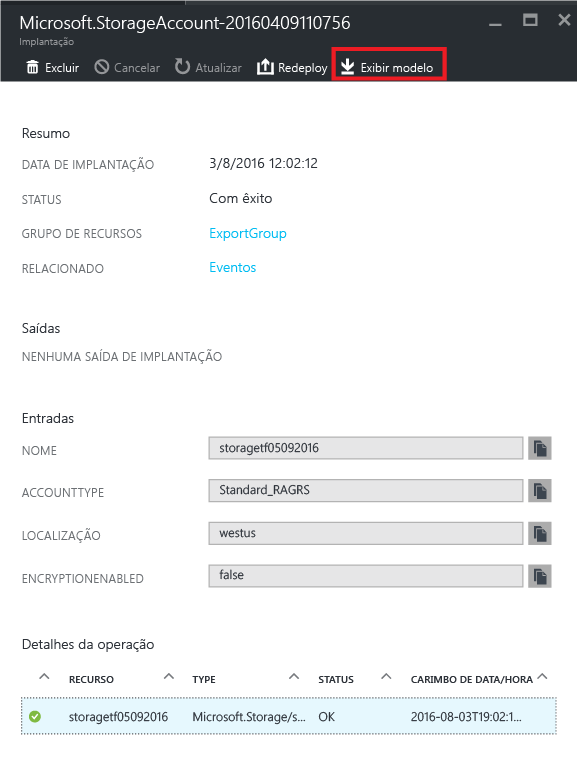 Microsoft.StorageAccount-20160409110756
Implantação
Excluir Cancelar Atualizar Redeploy Exibir modelo
Resumo
DATA DE IMPLANTAÇÃO 3/8/2016 12:02:12
STATUS Com êxito
GRUPO DE RECURSOS ExportGroup
RELACIONADO Eventos
Saídas
NENHUMA SAÍDA DE IMPLANTAÇÃO
Entradas
NOME storagetf05092016
ACCOUNTTYPE Standard_RAGRS
LOCALIZAÇÃO westus
ENCRYPTIONENABLED false
Detalhes da operação
RECURSO TYPE STATUS CARIMBO DE DATA/HORA
storagetf05092016 Microsoft.Storage/s... OK 2016-08-03T19:02:1...